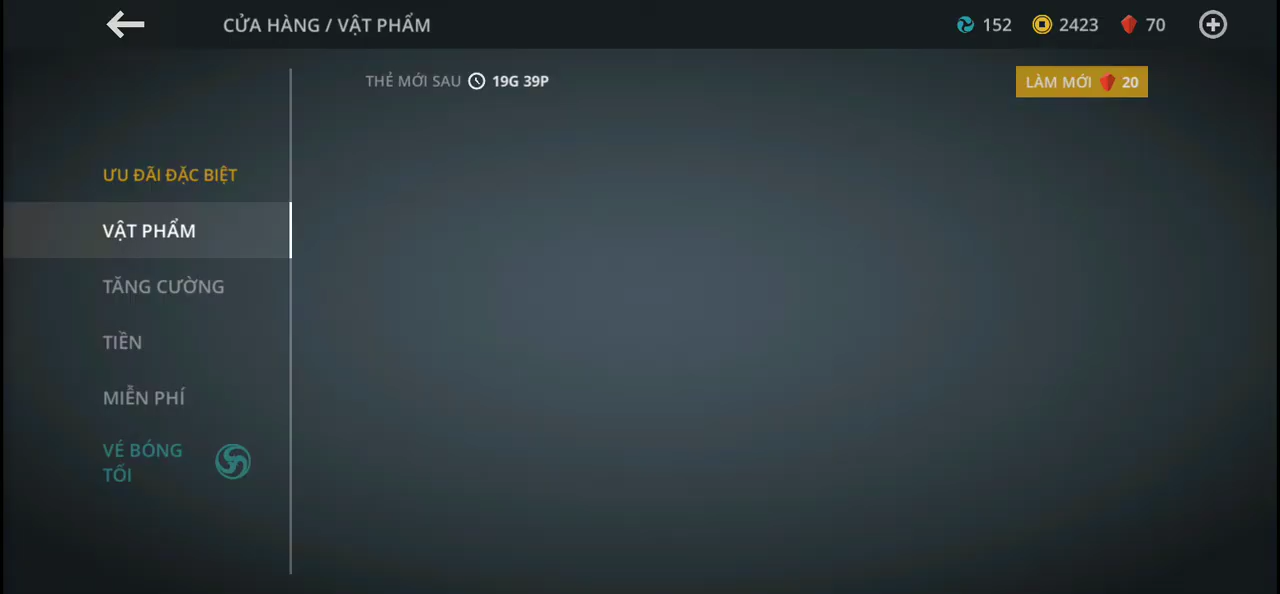 CỬA HÀNG / VẬT PHẨM
152
2423
70
THẺ MỚI SAU 19G 39P
LÀM MỚI 20
ƯU ĐÃI ĐẶC BIỆT
VẬT PHẨM
TĂNG CƯỜNG
TIỀN
MIỄN PHÍ
VÉ BÓNG
TỐI